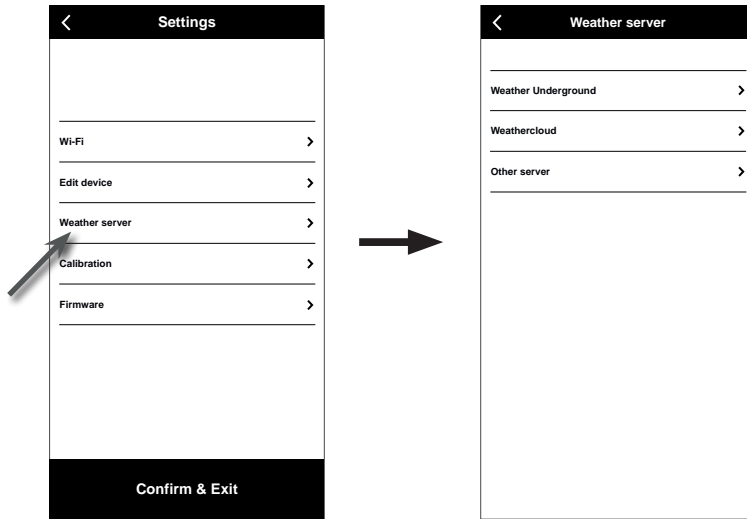 Settings
Wi-Fi
Edit device
Weather server
Calibration
Firmware
Confirm & Exit
Weather server
Weather Underground
Weathercloud
Other server